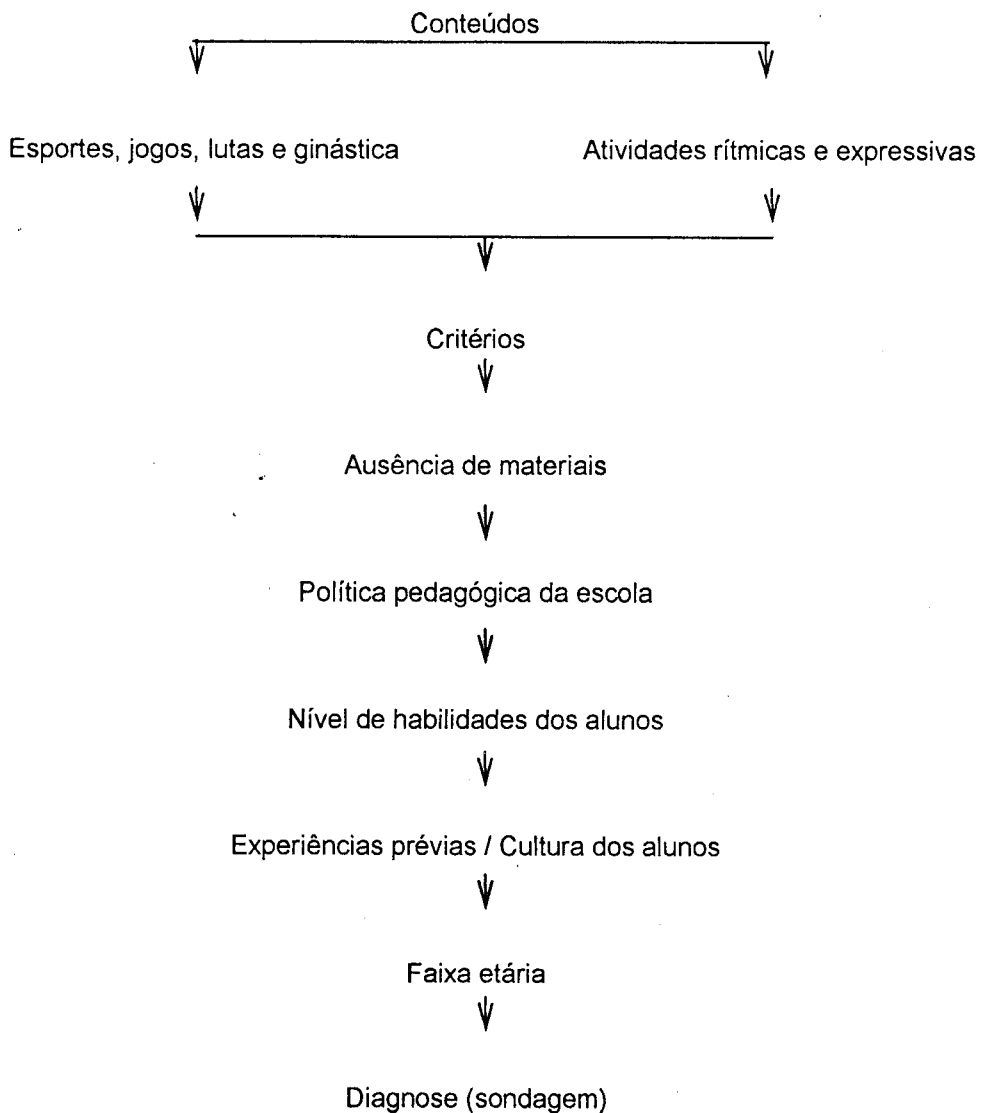 Conteúdos
Esportes, jogos, lutas e ginástica
Atividades rítmicas e expressivas
Critérios
Ausência de materiais
Política pedagógica da escola
Nível de habilidades dos alunos
Experiências prévias / Cultura dos alunos
Faixa etária
Diagnose (sondagem)